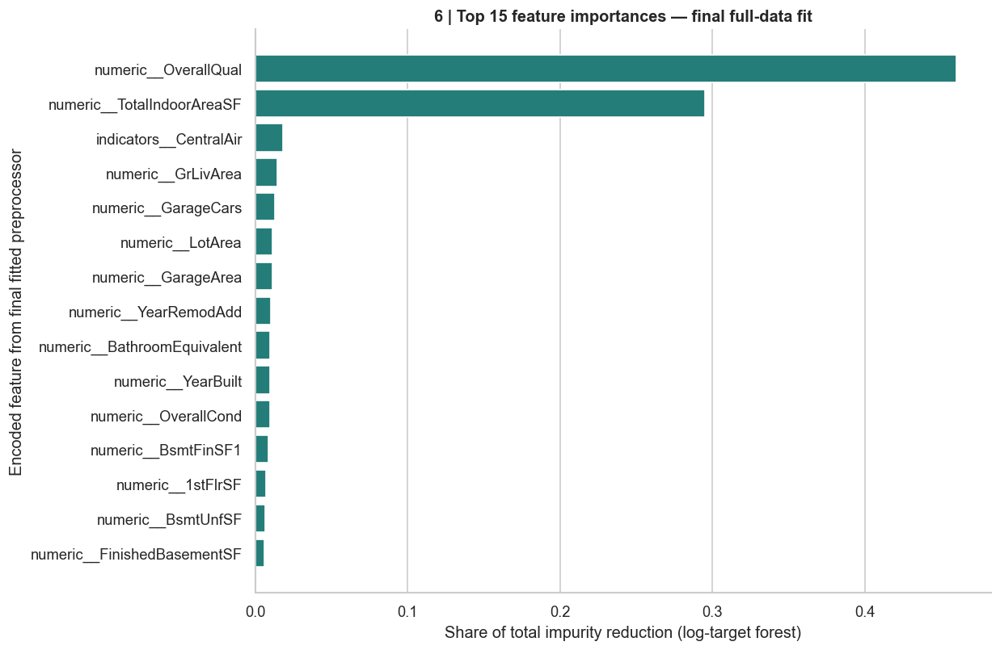 6 | Top 15 feature importances — final full-data fit
Encoded feature from final fitted preprocessor
numeric__OverallQual
numeric__TotalIndoorAreaSF
indicators__CentralAir
numeric__GrLivArea
numeric__GarageCars
numeric__LotArea
numeric__GarageArea
numeric__YearRemodAdd
numeric__BathroomEquivalent
numeric__YearBuilt
numeric__OverallCond
numeric__BsmtFinSF1
numeric__1stFlrSF
numeric__BsmtUnfSF
numeric__FinishedBasementSF
0.0 0.1 0.2 0.3 0.4
Share of total impurity reduction (log-target forest)